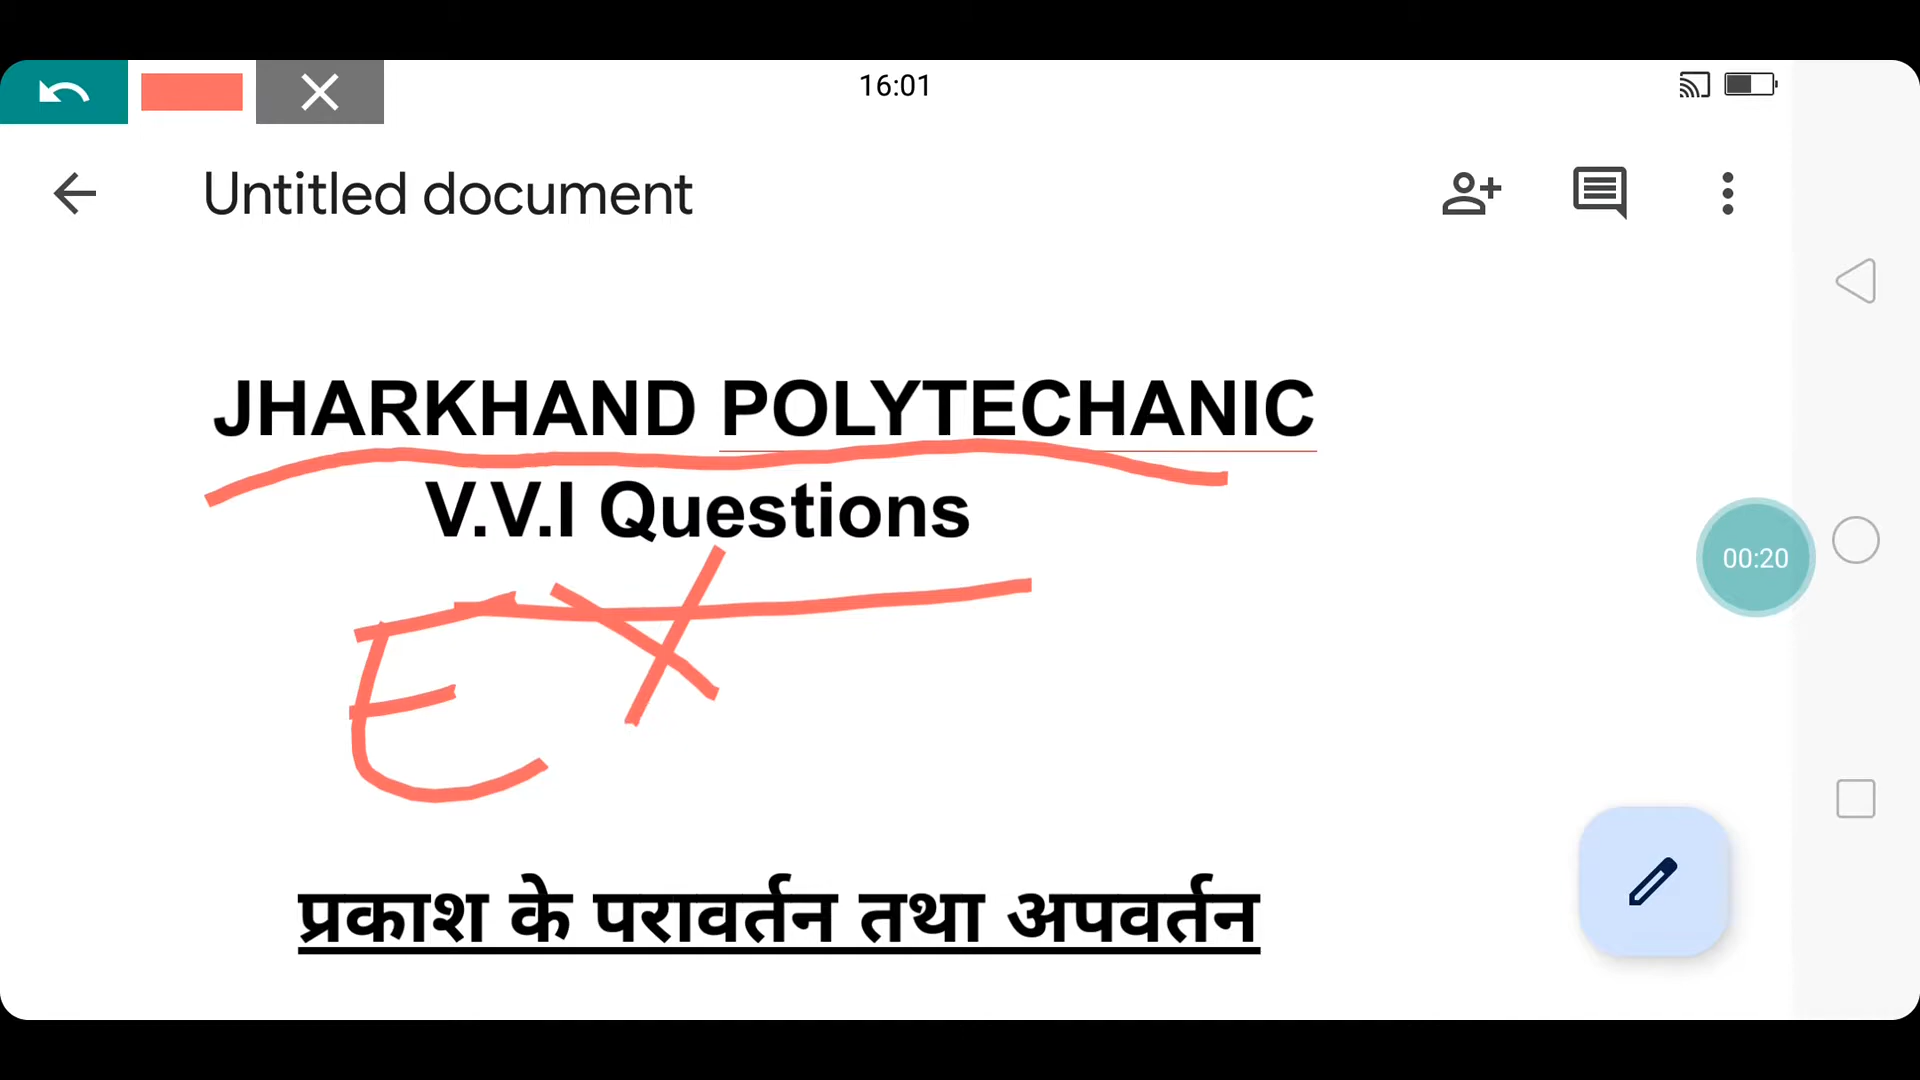 16:01
Untitled document
JHARKHAND POLYTECHANIC
V.V.I Questions
EX
00:20
प्रकाश के परावर्तन तथा अपवर्तन